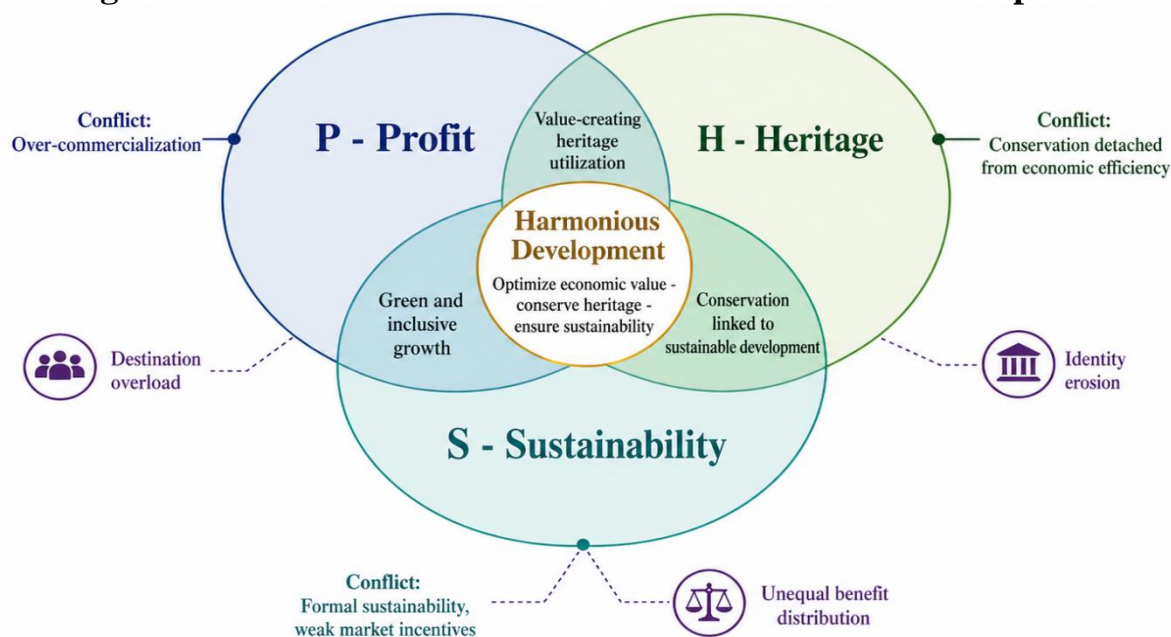 Conflict:
Over-commercialization
P - Profit
Value-creating
heritage
utilization
H - Heritage
Conflict:
Conservation detached
from economic efficiency
Harmonious
Development
Optimize economic value -
conserve heritage -
ensure sustainability
Green and
inclusive
growth
Conservation
linked to
sustainable development
Destination
overload
Identity
erosion
S - Sustainability
Conflict:
Formal sustainability,
weak market incentives
Unequal benefit
distribution